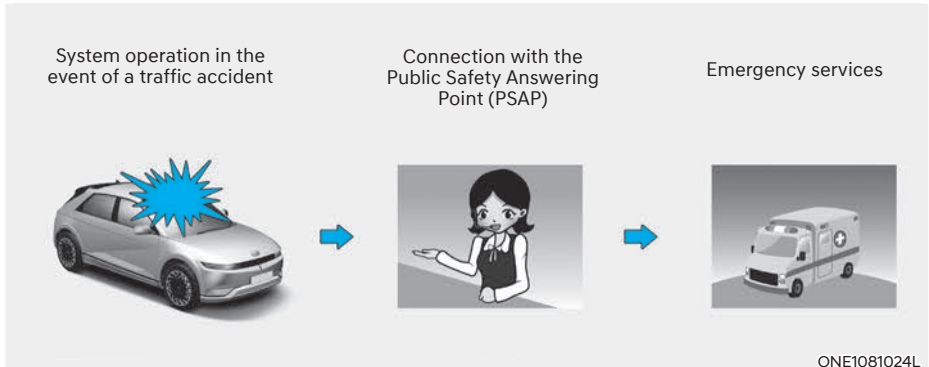 System operation in the
event of a traffic accident
Connection with the
Public Safety Answering
Point (PSAP)
Emergency services
ONE1081024L